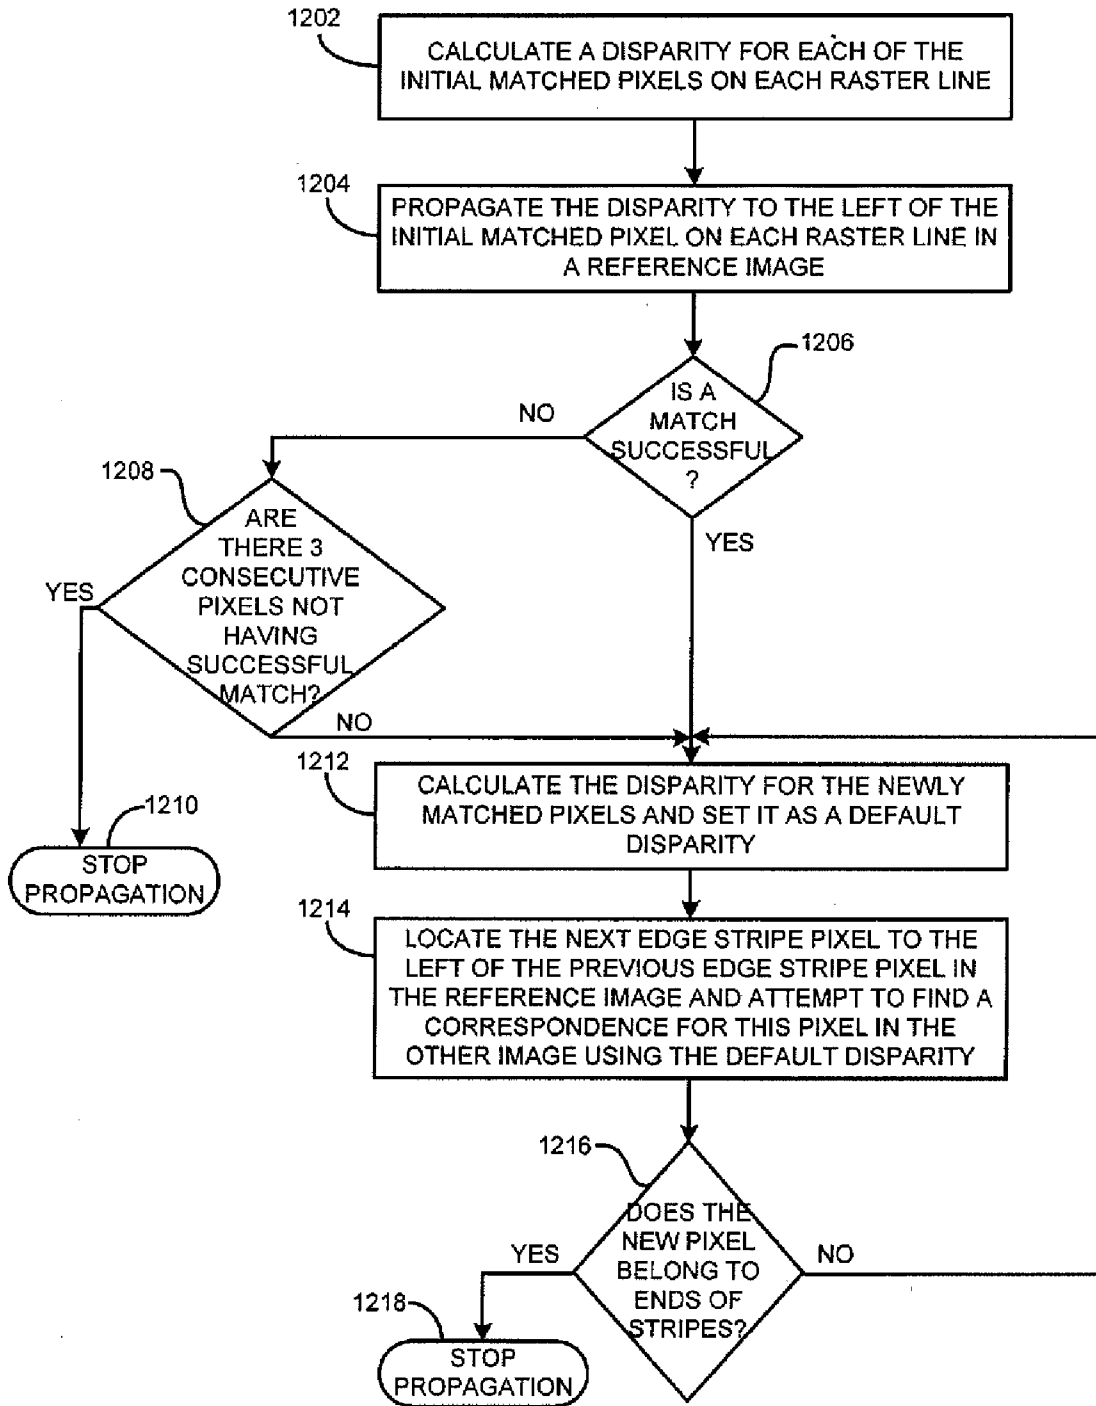 1202
CALCULATE A DISPARITY FOR EACH OF THE
INITIAL MATCHED PIXELS ON EACH RASTER LINE
1204
PROPAGATE THE DISPARITY TO THE LEFT OF THE
INITIAL MATCHED PIXEL ON EACH RASTER LINE IN
A REFERENCE IMAGE
1206
IS A
MATCH
SUCCESSFUL
?
NO
YES
1208
ARE
THERE 3
CONSECUTIVE
PIXELS NOT
HAVING
SUCCESSFUL
MATCH?
YES
NO
1210
STOP
PROPAGATION
1212
CALCULATE THE DISPARITY FOR THE NEWLY
MATCHED PIXELS AND SET IT AS A DEFAULT
DISPARITY
1214
LOCATE THE NEXT EDGE STRIPE PIXEL TO THE
LEFT OF THE PREVIOUS EDGE STRIPE PIXEL IN
THE REFERENCE IMAGE AND ATTEMPT TO FIND A
CORRESPONDENCE FOR THIS PIXEL IN THE
OTHER IMAGE USING THE DEFAULT DISPARITY
1216
DOES THE
NEW PIXEL
BELONG TO
ENDS OF
STRIPES?
YES
NO
1218
STOP
PROPAGATION